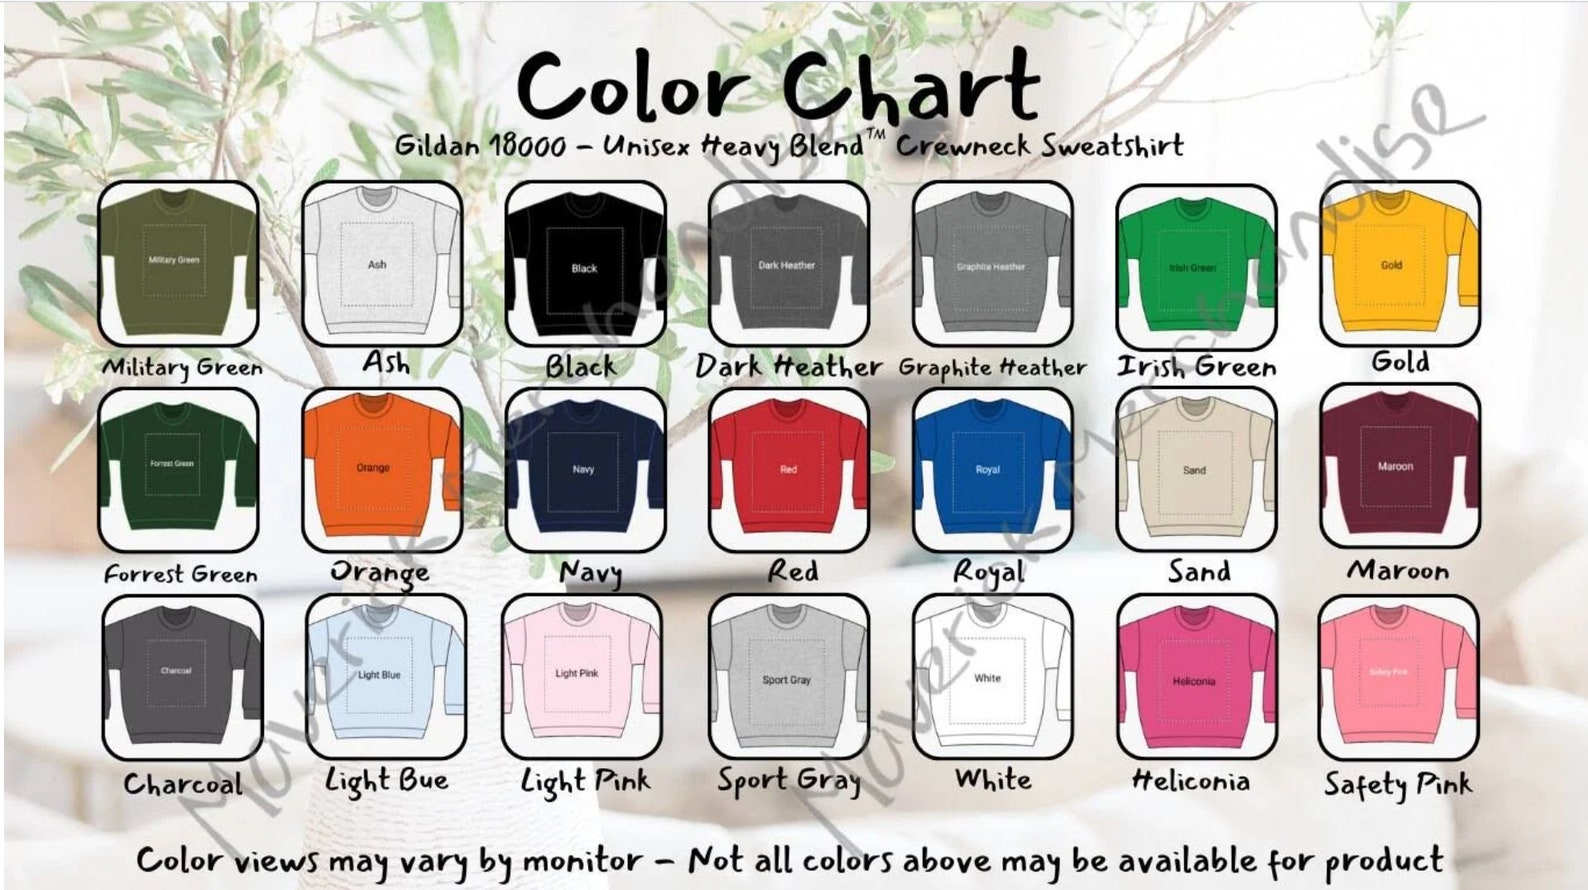 Color Chart
Gildan 18000 – Unisex Heavy Blend™ Crewneck Sweatshirt
Military Green
Ash
Black
Dark Heather
Graphite Heather
Irish Green
Gold
Military Green
Ash
Black
Dark Heather
Graphite Heather
Irish Green
Gold
Forrest Green
Orange
Navy
Red
Royal
Sand
Maroon
Forrest Green
Orange
Navy
Red
Royal
Sand
Maroon
Charcoal
Light Blue
Light Pink
Sport Gray
White
Heliconia
Safety Pink
Charcoal
Light Bue
Light Pink
Sport Gray
White
Heliconia
Safety Pink
Color views may vary by monitor – Not all colors above may be available for product
Maverick Merchandise
Maverick Merchandise